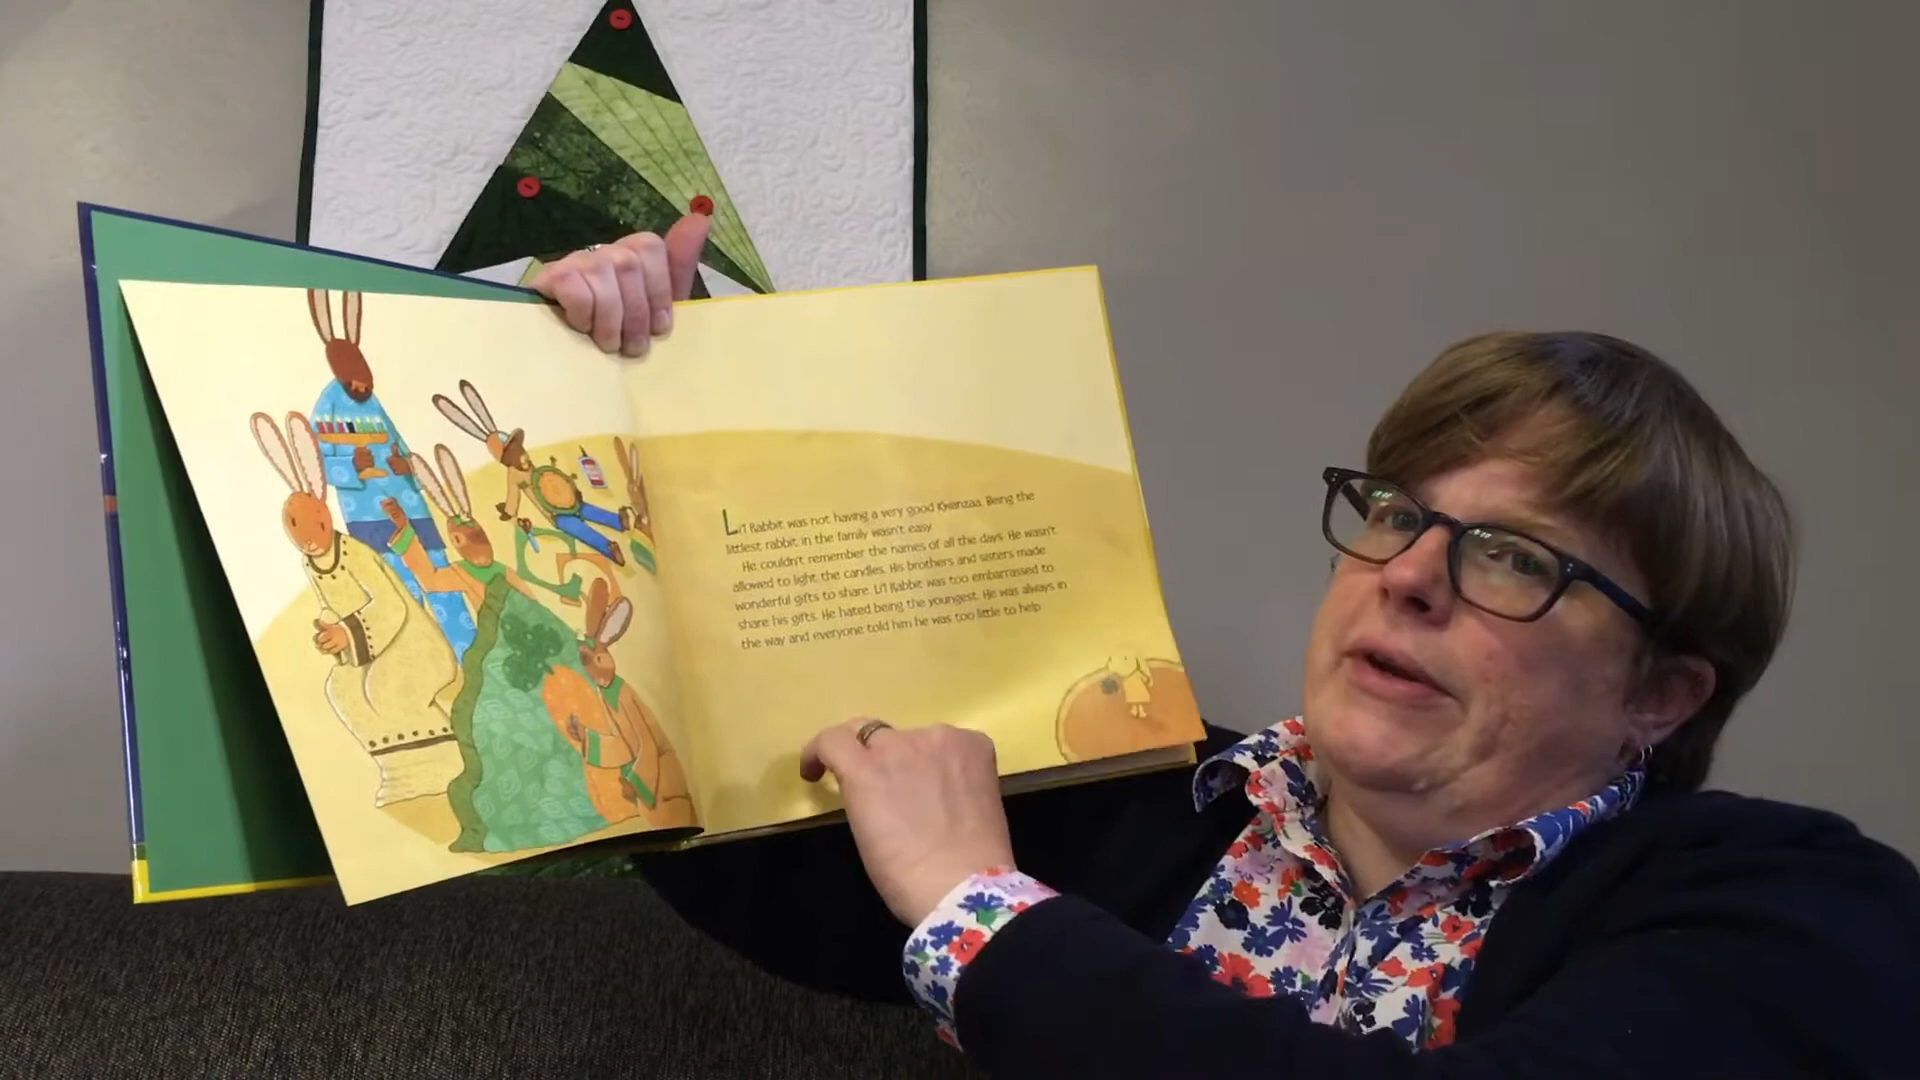 Li'l Rabbit was not having a very good Kwanzaa. Being the
littlest rabbit in the family wasn't easy.
He couldn't remember the names of all the days. He wasn't
allowed to light the candles. His brothers and sisters made
wonderful gifts to share. Li'l Rabbit was too embarrassed to
share his gifts. He hated being the youngest. He was always in
the way and everyone told him he was too little to help.